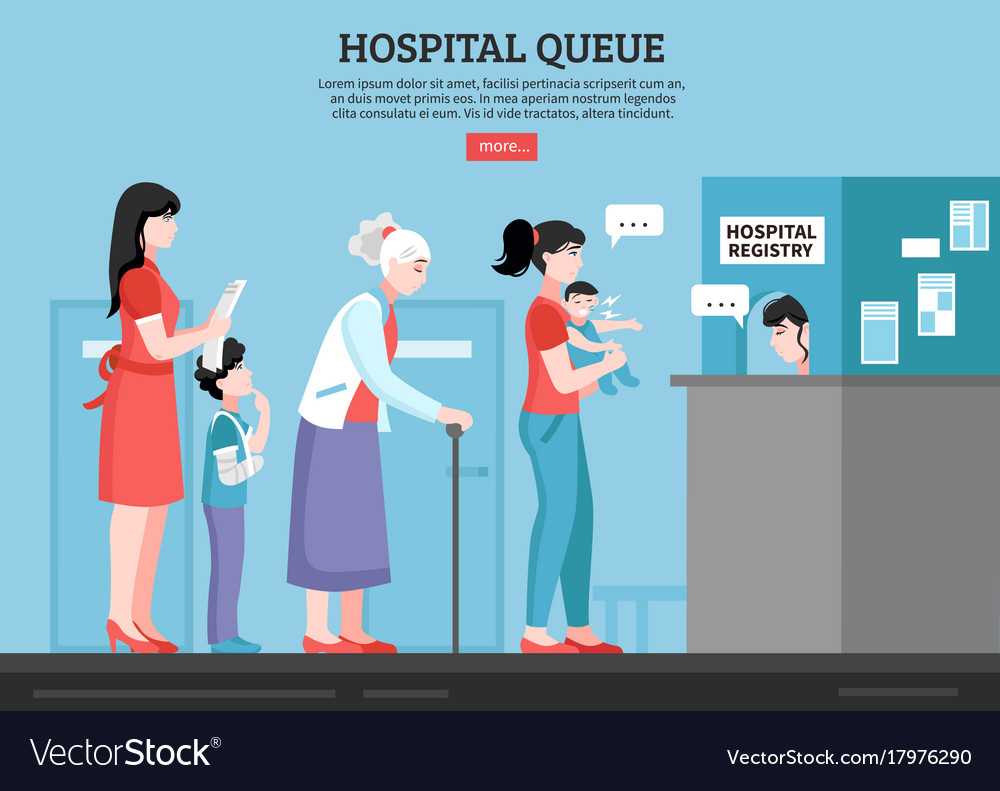 HOSPITAL QUEUE
Lorem ipsum dolor sit amet, facilisi pertinacia scripserit cum an,
an duis movet primis eos. In mea aperiam nostrum legendos
clita consulatu ei eum. Vis id vide tractatos, altera tincidunt.
more...
...
HOSPITAL
REGISTRY
...
VectorStock®
VectorStock.com/17976290